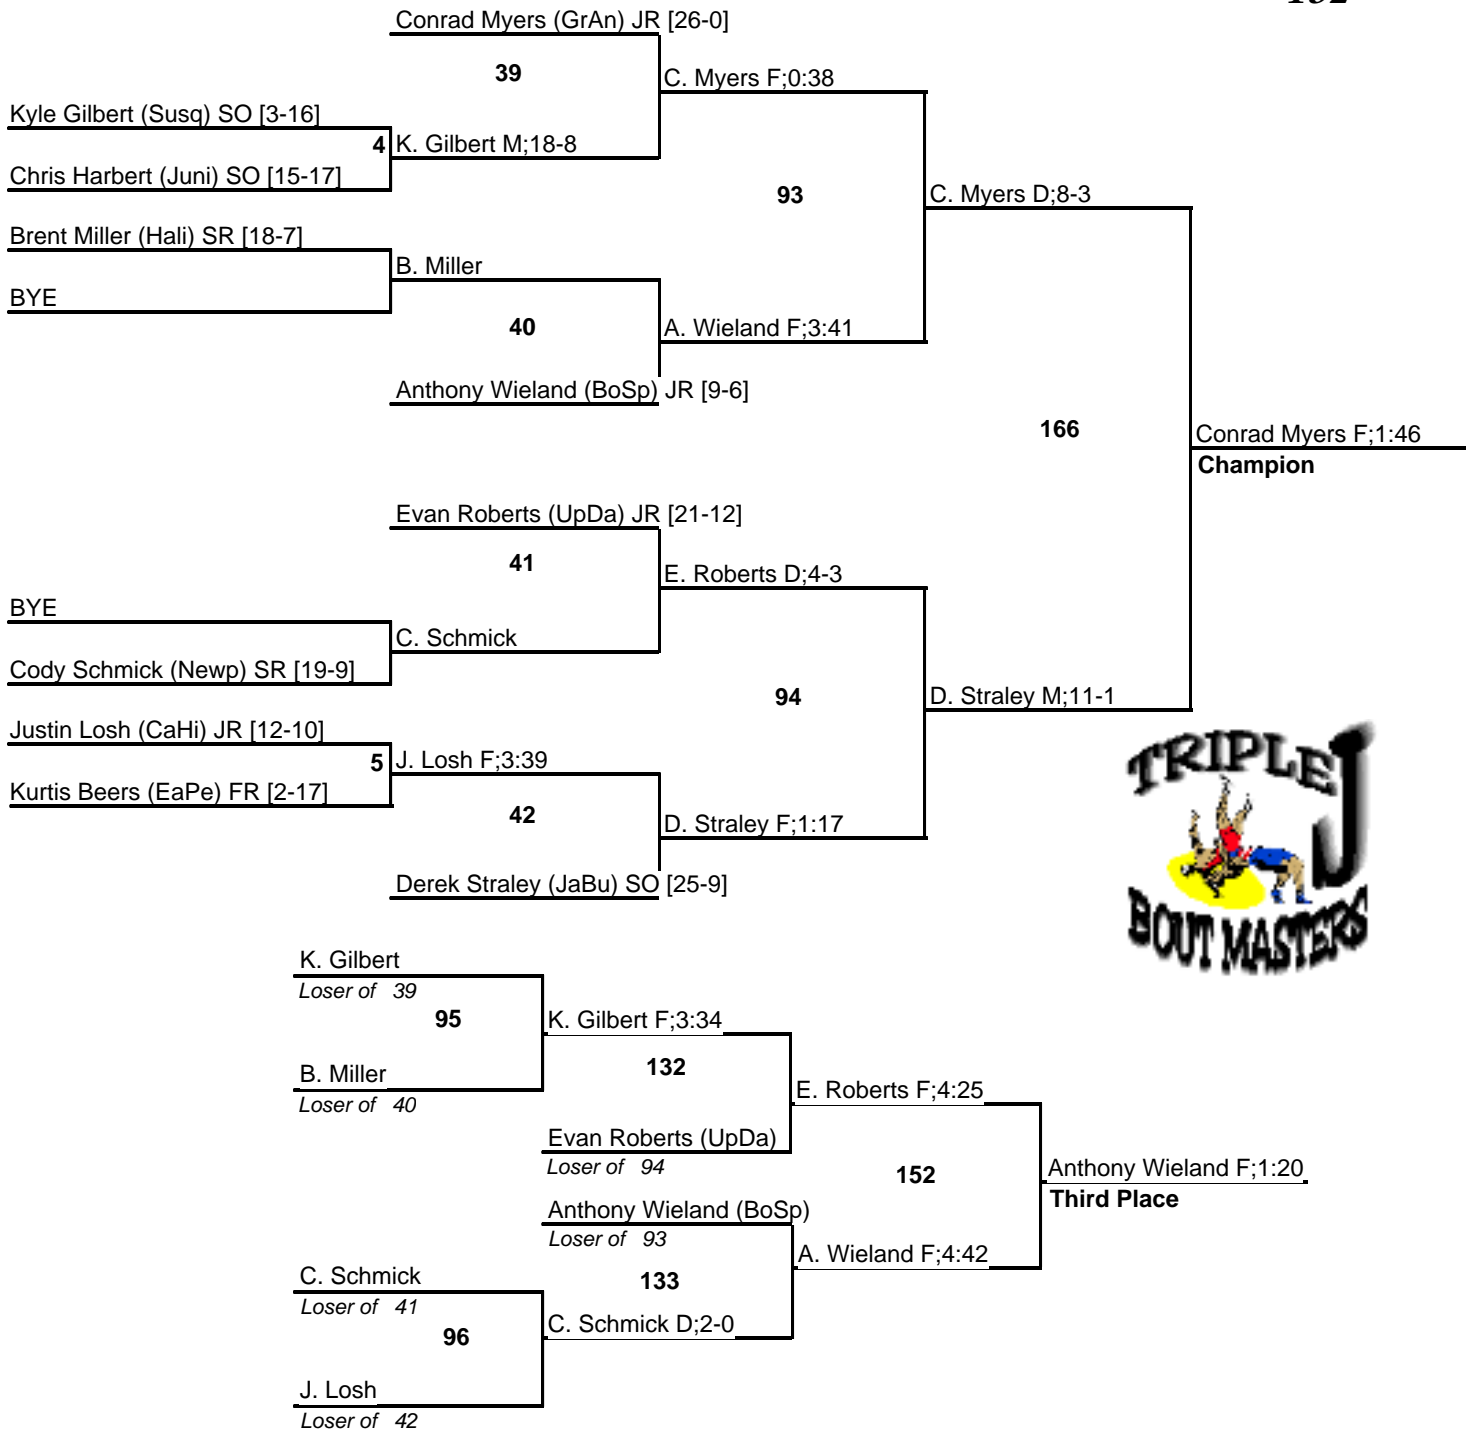 Conrad Myers (GrAn) JR [26-0]
39
C. Myers F;0:38
Kyle Gilbert (Susq) SO [3-16]
4
K. Gilbert M;18-8
Chris Harbert (Juni) SO [15-17]
93
C. Myers D;8-3
Brent Miller (Hali) SR [18-7]
B. Miller
BYE
40
A. Wieland F;3:41
Anthony Wieland (BoSp) JR [9-6]
166
Conrad Myers F;1:46
Champion
Evan Roberts (UpDa) JR [21-12]
41
E. Roberts D;4-3
BYE
C. Schmick
Cody Schmick (Newp) SR [19-9]
94
D. Straley M;11-1
Justin Losh (CaHi) JR [12-10]
5
J. Losh F;3:39
Kurtis Beers (EaPe) FR [2-17]
42
D. Straley F;1:17
Derek Straley (JaBu) SO [25-9]
TRIPLE J
BOUT MASTERS
K. Gilbert
Loser of 39
95
K. Gilbert F;3:34
B. Miller
Loser of 40
132
E. Roberts F;4:25
Evan Roberts (UpDa)
Loser of 94
152
Anthony Wieland F;1:20
Third Place
Anthony Wieland (BoSp)
Loser of 93
A. Wieland F;4:42
C. Schmick
Loser of 41
133
96
C. Schmick D;2-0
J. Losh
Loser of 42